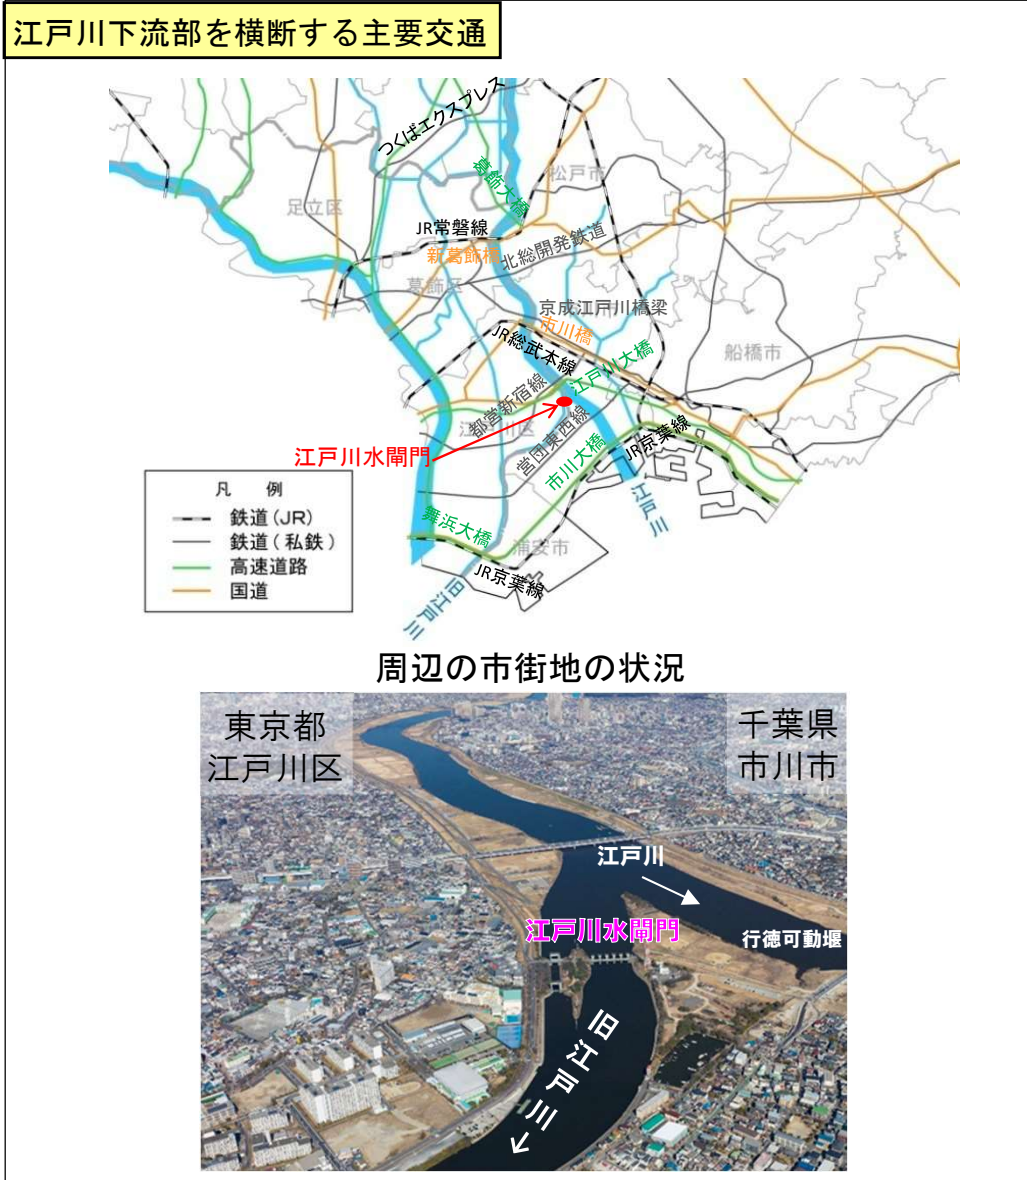 江戸川下流部を横断する主要交通
つくばエクスプレス
葛飾大橋
松戸市
足立区
JR常磐線
新葛飾橋
北総開発鉄道
葛飾区
京成江戸川橋梁
市川橋
JR総武本線
船橋市
江戸川大橋
都営新宿線
江戸川区
営団東西線
江戸川水閘門
市川大橋
JR京葉線
江戸川
舞浜大橋
浦安市
JR京葉線
旧江戸川
凡 例
鉄道(JR)
鉄道(私鉄)
高速道路
国道
周辺の市街地の状況
東京都
江戸川区
千葉県
市川市
江戸川
江戸川水閘門
行徳可動堰
旧江戸川